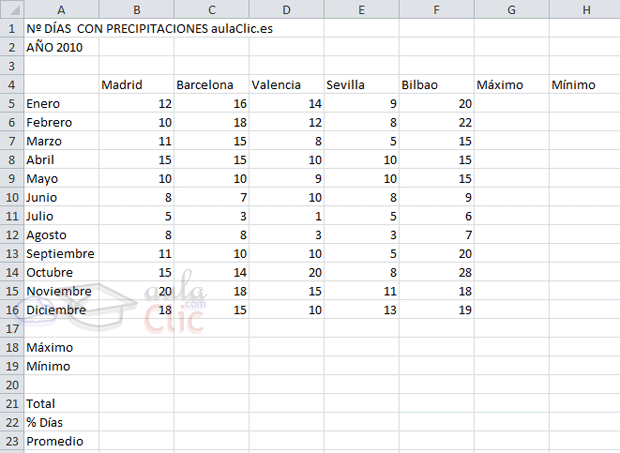 A B C D E F G H
1 Nº DÍAS CON PRECIPITACIONES aulaClic.es
2 AÑO 2010
3
4 Madrid Barcelona Valencia Sevilla Bilbao Máximo Mínimo
5 Enero 12 16 14 9 20
6 Febrero 10 18 12 8 22
7 Marzo 11 15 8 5 15
8 Abril 15 15 10 10 15
9 Mayo 10 10 9 10 15
10 Junio 8 7 10 8 9
11 Julio 5 3 1 5 6
12 Agosto 8 8 3 3 7
13 Septiembre 11 10 10 5 20
14 Octubre 15 14 20 8 28
15 Noviembre 20 18 15 11 18
16 Diciembre 18 15 10 13 19
aula
.com
Clic
17
18 Máximo
19 Mínimo
20
21 Total
22 % Días
23 Promedio